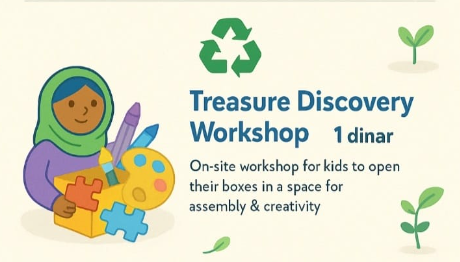 Treasure Discovery
Workshop 1 dinar
On-site workshop for kids to open
their boxes in a space for
assembly & creativity